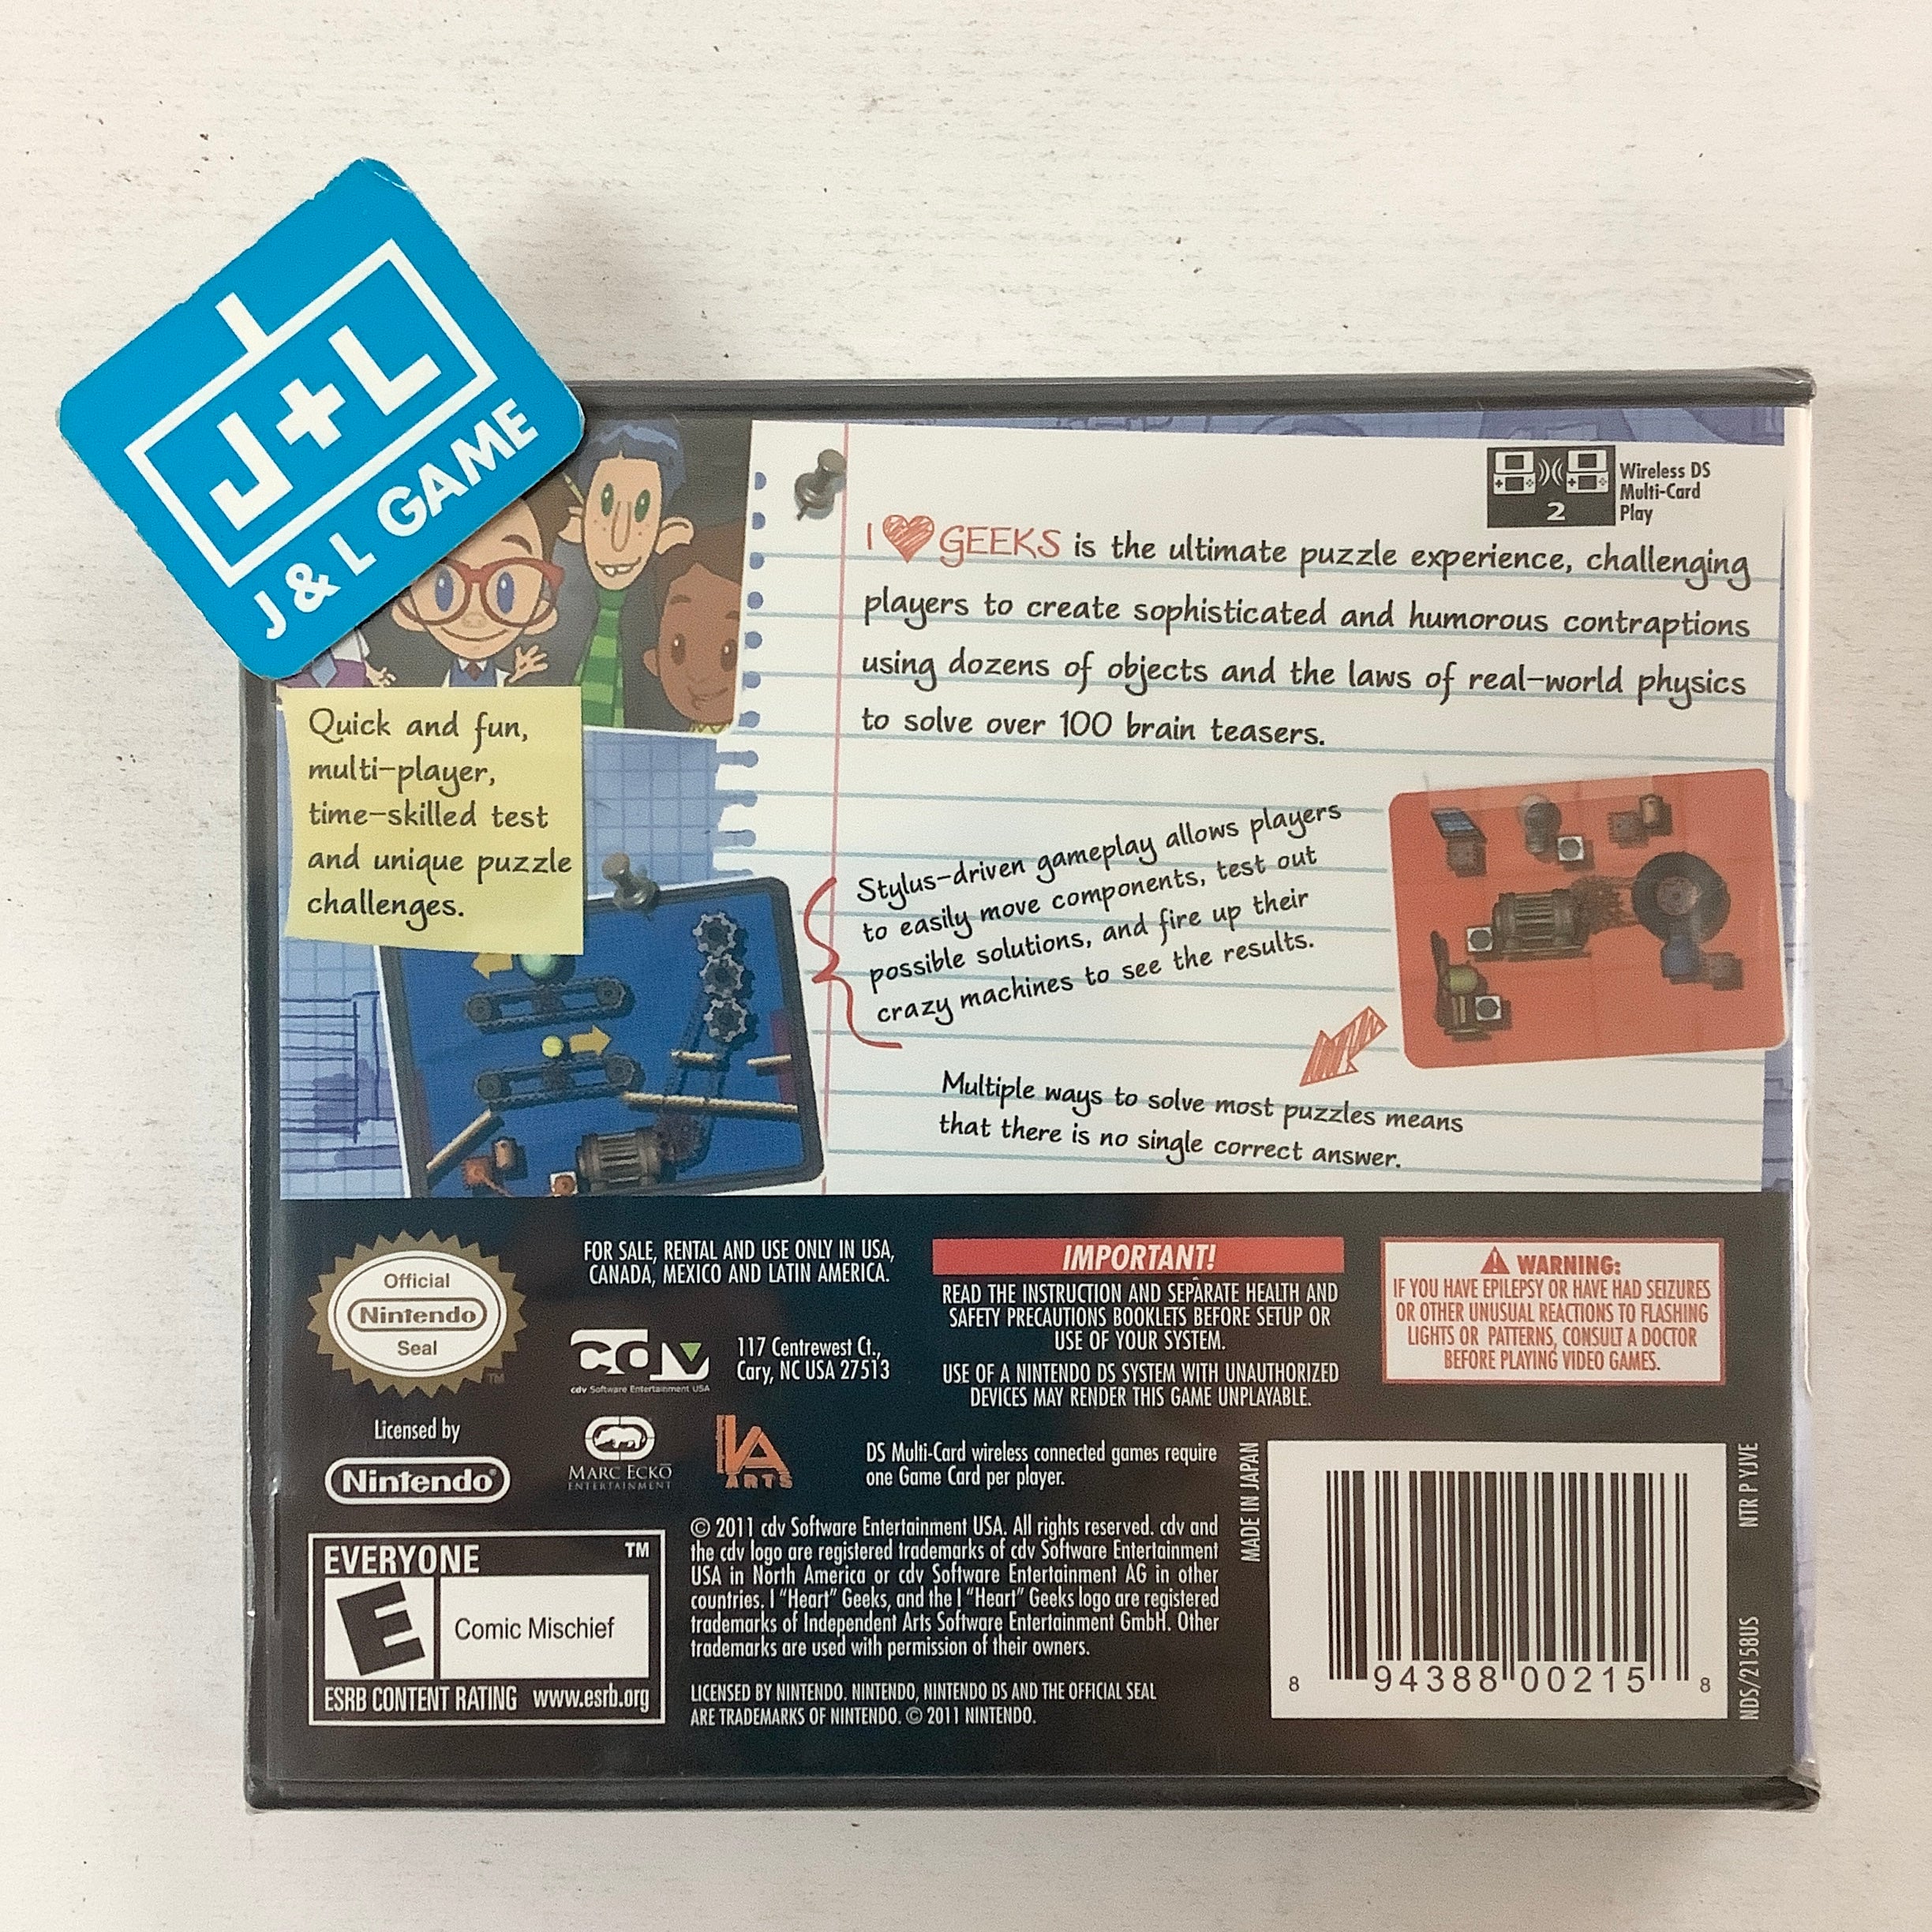 J+L
J & L GAME
Wireless DS
Multi-Card
Play
2
I ♥ GEEKS is the ultimate puzzle experience, challenging
players to create sophisticated and humorous contraptions
using dozens of objects and the laws of real-world physics
to solve over 100 brain teasers.
Quick and fun,
multi-player,
time-skilled test
and unique puzzle
challenges.
Stylus-driven gameplay allows players
to easily move components, test out
possible solutions, and fire up their
crazy machines to see the results.
Multiple ways to solve most puzzles means
that there is no single correct answer.
Official
Nintendo
Seal
TM
Licensed by
Nintendo®
FOR SALE, RENTAL AND USE ONLY IN USA,
CANADA, MEXICO AND LATIN AMERICA.
cdv
cdv Software Entertainment USA
117 Centrewest Ct.,
Cary, NC USA 27513
MARC ECKŌ
ENTERTAINMENT
IA
ARTS
IMPORTANT!
READ THE INSTRUCTION AND SEPARATE HEALTH AND
SAFETY PRECAUTIONS BOOKLETS BEFORE SETUP OR
USE OF YOUR SYSTEM.
USE OF A NINTENDO DS SYSTEM WITH UNAUTHORIZED
DEVICES MAY RENDER THIS GAME UNPLAYABLE.
WARNING:
IF YOU HAVE EPILEPSY OR HAVE HAD SEIZURES
OR OTHER UNUSUAL REACTIONS TO FLASHING
LIGHTS OR PATTERNS, CONSULT A DOCTOR
BEFORE PLAYING VIDEO GAMES.
DS Multi-Card wireless connected games require
one Game Card per player.
© 2011 cdv Software Entertainment USA. All rights reserved. cdv and
the cdv logo are registered trademarks of cdv Software Entertainment
USA in North America or cdv Software Entertainment AG in other
countries. I "Heart" Geeks, and the I "Heart" Geeks logo are registered
trademarks of Independent Arts Software Entertainment GmbH. Other
trademarks are used with permission of their owners.
LICENSED BY NINTENDO. NINTENDO, NINTENDO DS AND THE OFFICIAL SEAL
ARE TRADEMARKS OF NINTENDO. © 2011 NINTENDO.
EVERYONE TM
E
Comic Mischief
ESRB CONTENT RATING www.esrb.org
MADE IN JAPAN
8 94388 00215 8
NTR P YJVE
NDS/2158US